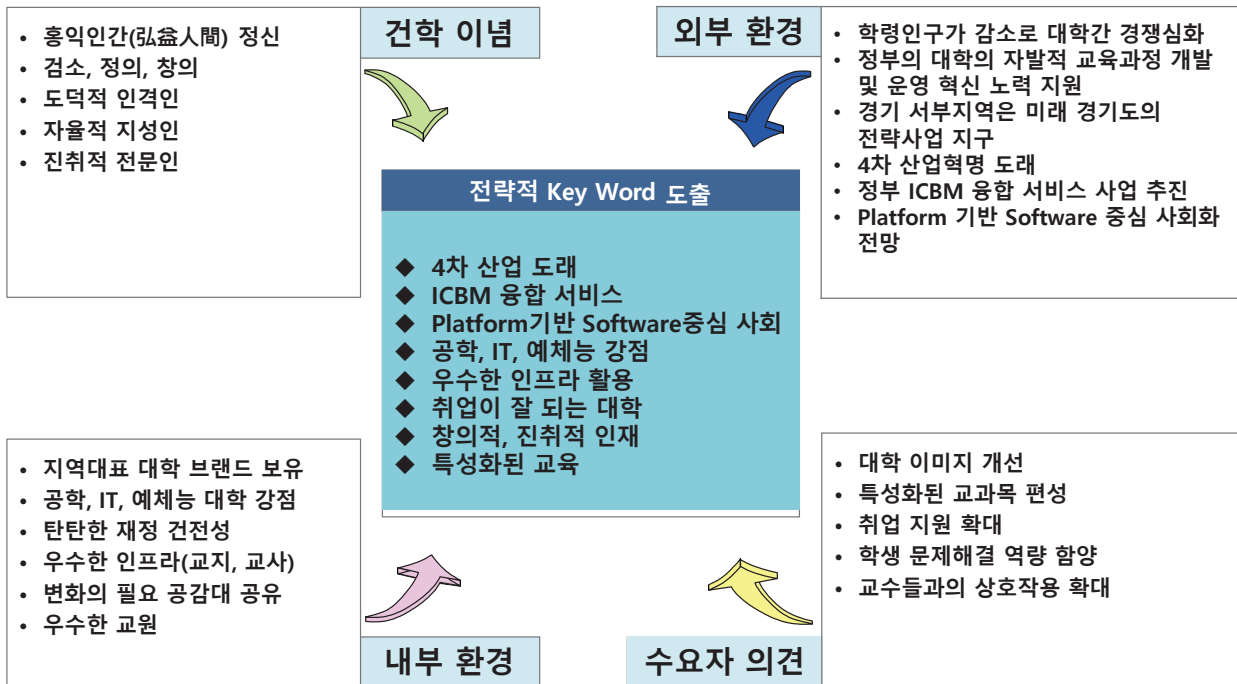 건학 이념
• 홍익인간(弘益人間) 정신
• 검소, 정의, 창의
• 도덕적 인격인
• 자율적 지성인
• 진취적 전문인
외부 환경
• 학령인구가 감소로 대학간 경쟁심화
• 정부의 대학의 자발적 교육과정 개발
및 운영 혁신 노력 지원
• 경기 서부지역은 미래 경기도의
전략사업 지구
• 4차 산업혁명 도래
• 정부 ICBM 융합 서비스 사업 추진
• Platform 기반 Software 중심 사회화
전망
전략적 Key Word 도출
◆ 4차 산업 도래
◆ ICBM 융합 서비스
◆ Platform기반 Software중심 사회
◆ 공학, IT, 예체능 강점
◆ 우수한 인프라 활용
◆ 취업이 잘 되는 대학
◆ 창의적, 진취적 인재
◆ 특성화된 교육
• 지역대표 대학 브랜드 보유
• 공학, IT, 예체능 대학 강점
• 탄탄한 재정 건전성
• 우수한 인프라(교지, 교사)
• 변화의 필요 공감대 공유
• 우수한 교원
내부 환경
• 대학 이미지 개선
• 특성화된 교과목 편성
• 취업 지원 확대
• 학생 문제해결 역량 함양
• 교수들과의 상호작용 확대
수요자 의견